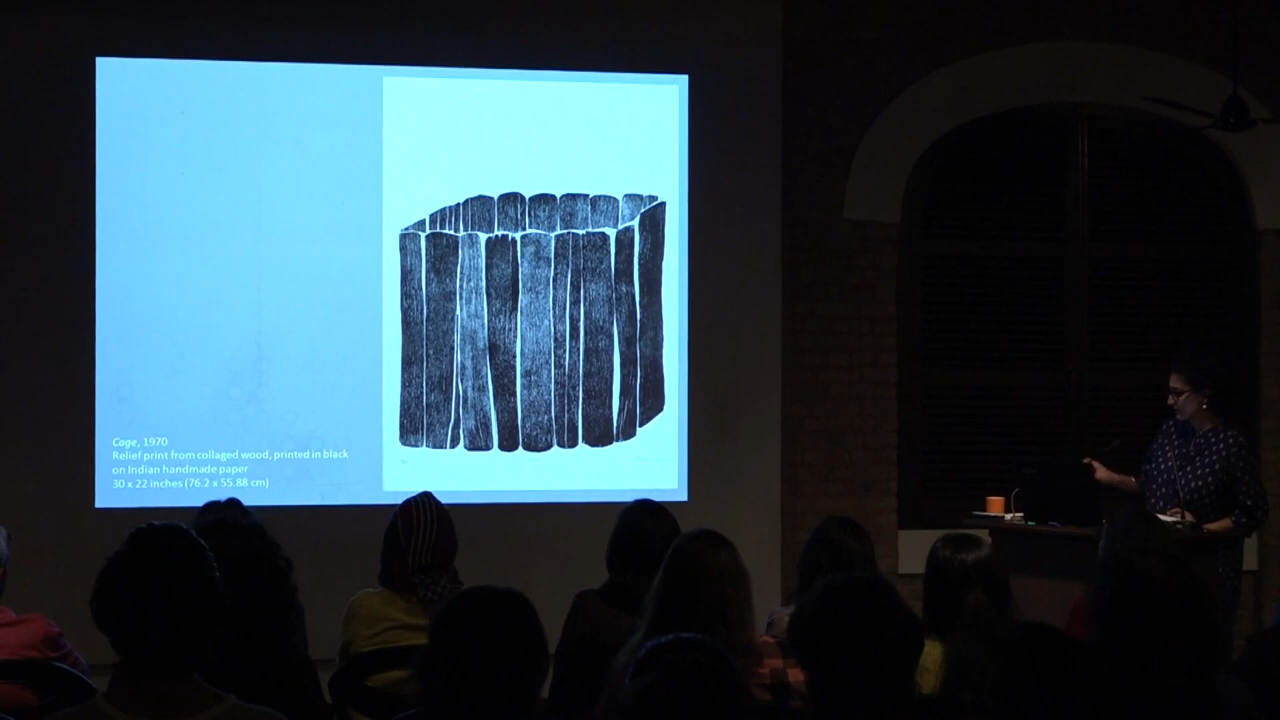 Cage, 1970
Relief print from collaged wood, printed in black
on Indian handmade paper
30 x 22 inches (76.2 x 55.88 cm)